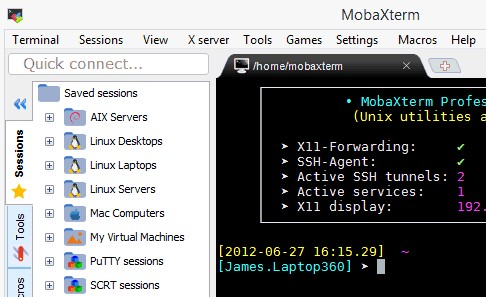 MobaXterm
Terminal Sessions View X server Tools Games Settings Macros Help
Quick connect...
/home/mobaxterm
Saved sessions
AIX Servers
Linux Desktops
Linux Laptops
Linux Servers
Mac Computers
My Virtual Machines
PuTTY sessions
SCRT sessions
Sessions
Tools
• MobaXterm Profes
(Unix utilities a
➤ X11-Forwarding: ✔
➤ SSH-Agent: ✔
➤ Active SSH tunnels: 2
➤ Active services: 1
➤ X11 display: 192.
[2012-06-27 16:15.29] ~
[James.Laptop360] ➤